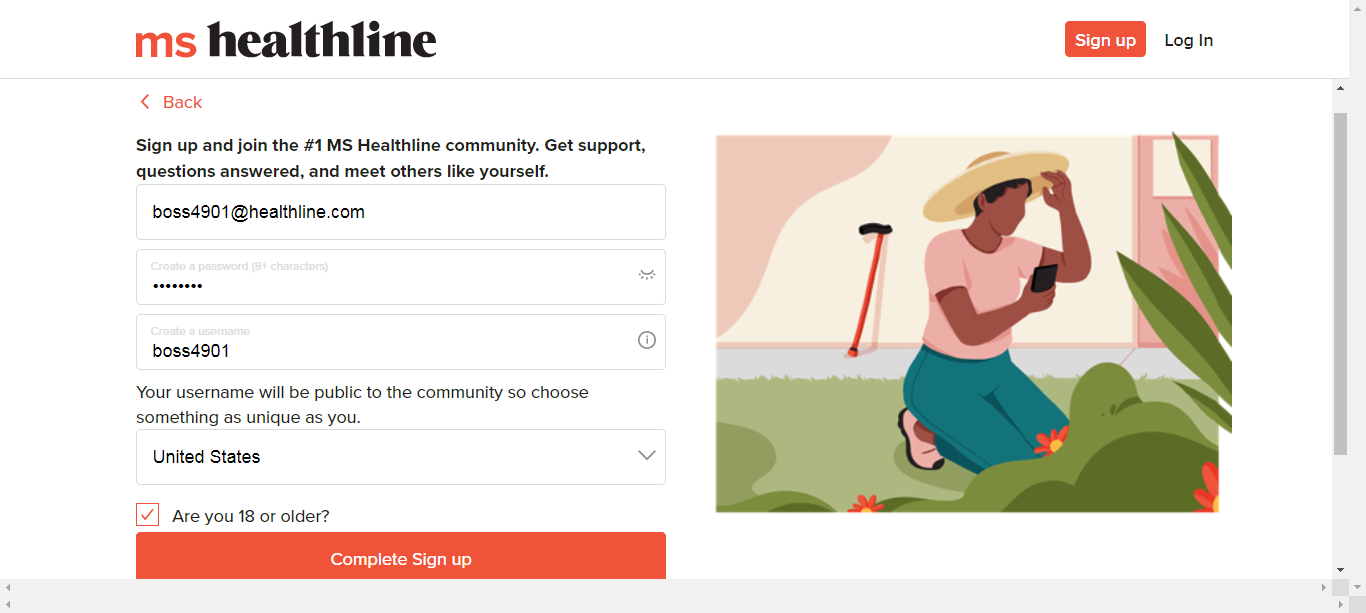 ms healthline
Sign up
Log In
Back
Sign up and join the #1 MS Healthline community. Get support,
questions answered, and meet others like yourself.
boss4901@healthline.com
Create a password (8+ characters)
••••••••
Create a username
boss4901
Your username will be public to the community so choose
something as unique as you.
United States
Are you 18 or older?
Complete Sign up